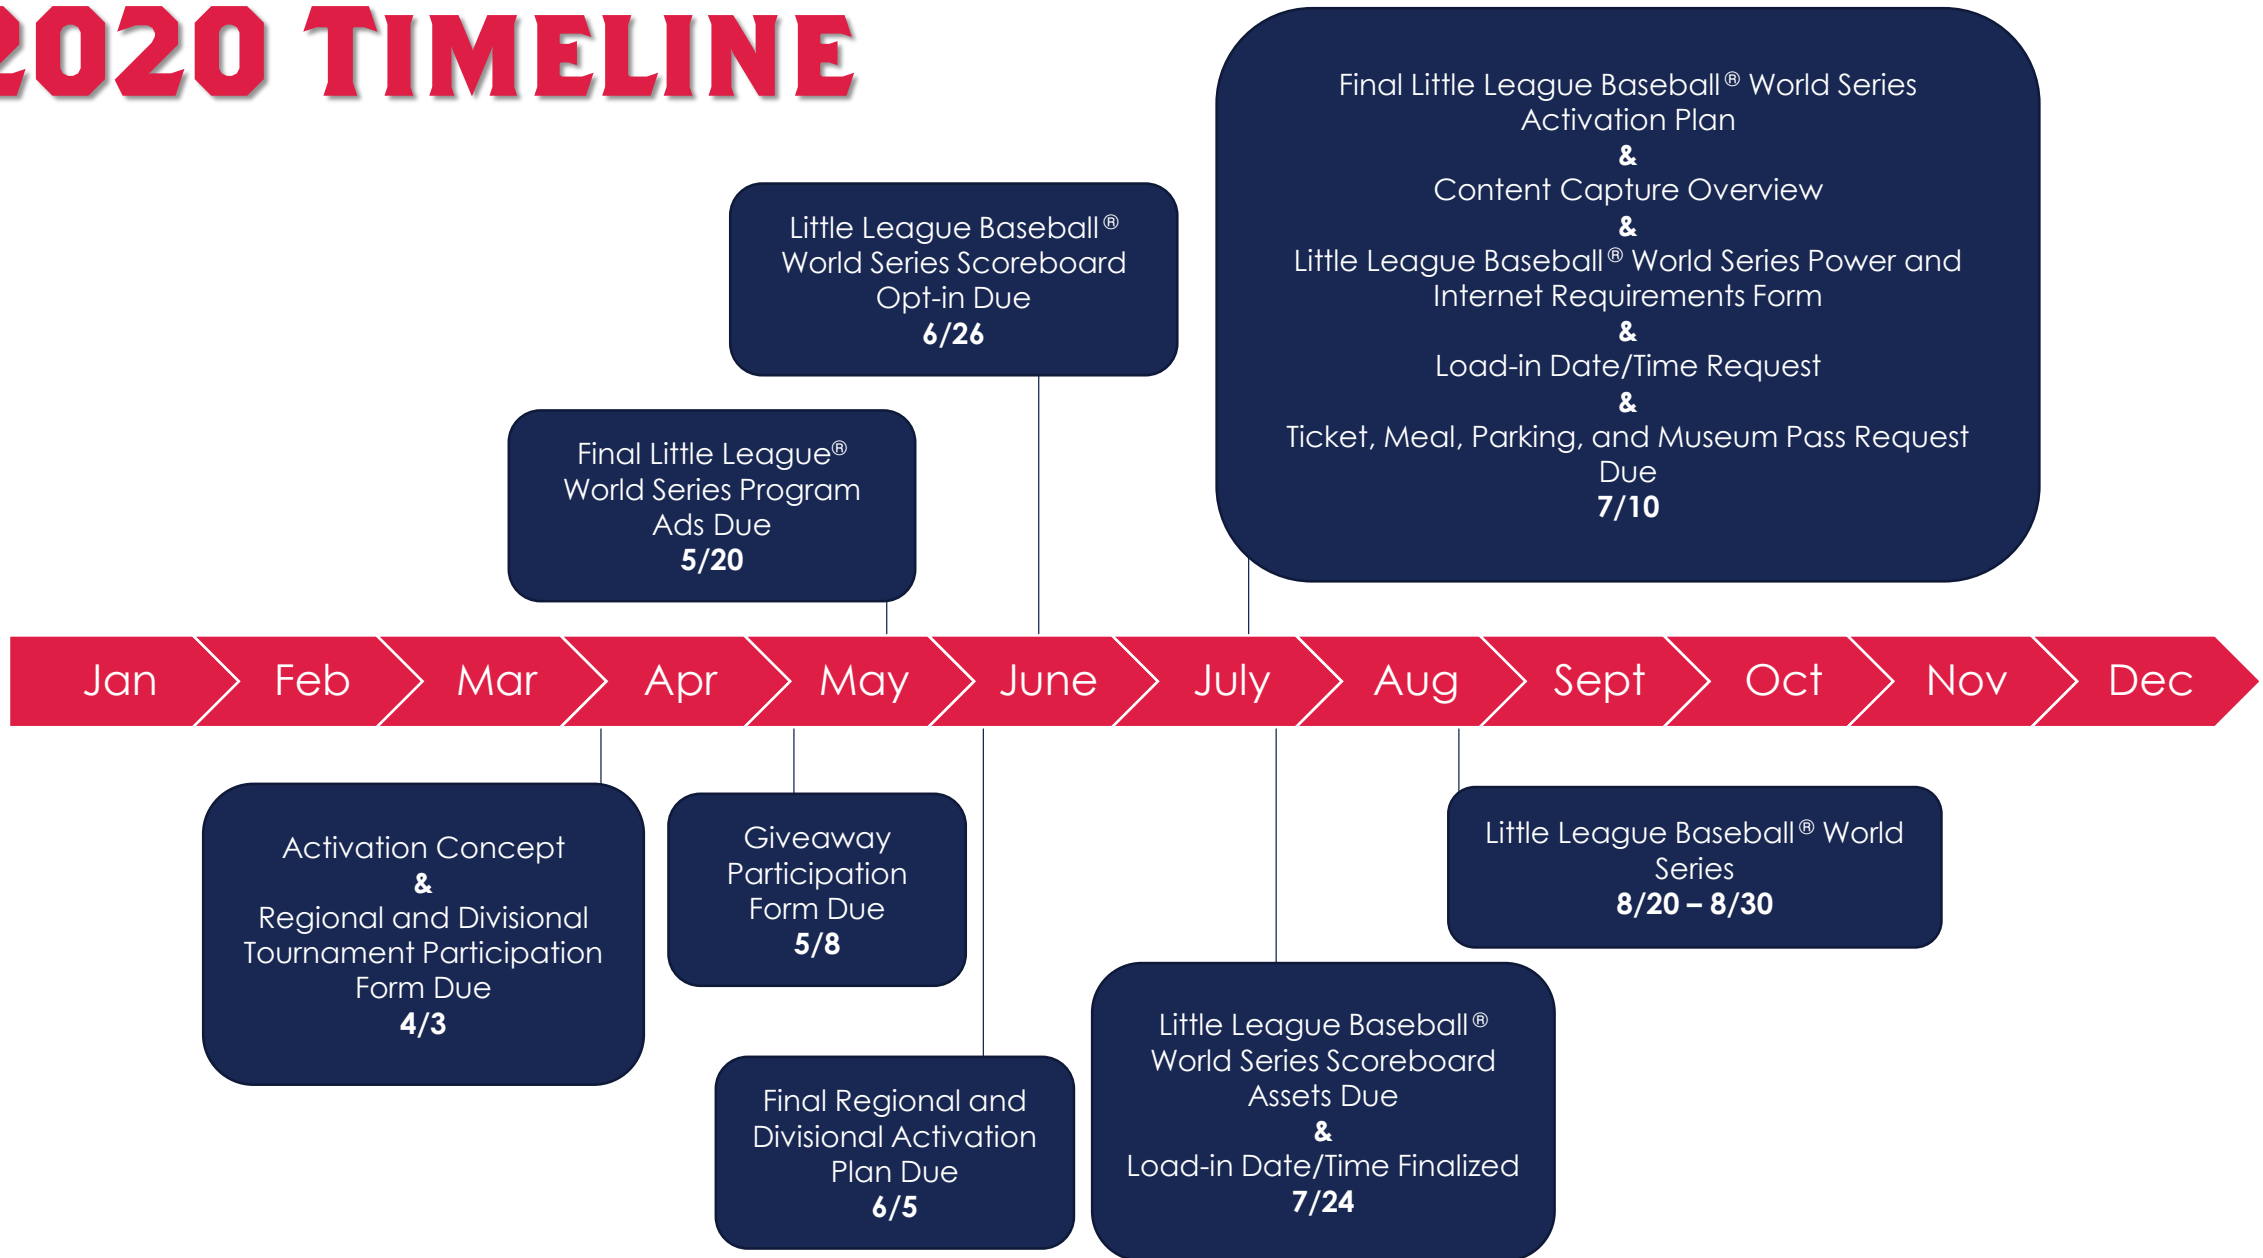 2020 TIMELINE
Final Little League Baseball® World Series
Activation Plan
&
Content Capture Overview
&
Little League Baseball® World Series Power and
Internet Requirements Form
&
Load-in Date/Time Request
&
Ticket, Meal, Parking, and Museum Pass Request
Due
7/10
Little League Baseball®
World Series Scoreboard
Opt-in Due
6/26
Final Little League®
World Series Program
Ads Due
5/20
Jan
Feb
Mar
Apr
May
June
July
Aug
Sept
Oct
Nov
Dec
Activation Concept
&
Regional and Divisional
Tournament Participation
Form Due
4/3
Giveaway
Participation
Form Due
5/8
Little League Baseball® World
Series
8/20 – 8/30
Final Regional and
Divisional Activation
Plan Due
6/5
Little League Baseball®
World Series Scoreboard
Assets Due
&
Load-in Date/Time Finalized
7/24